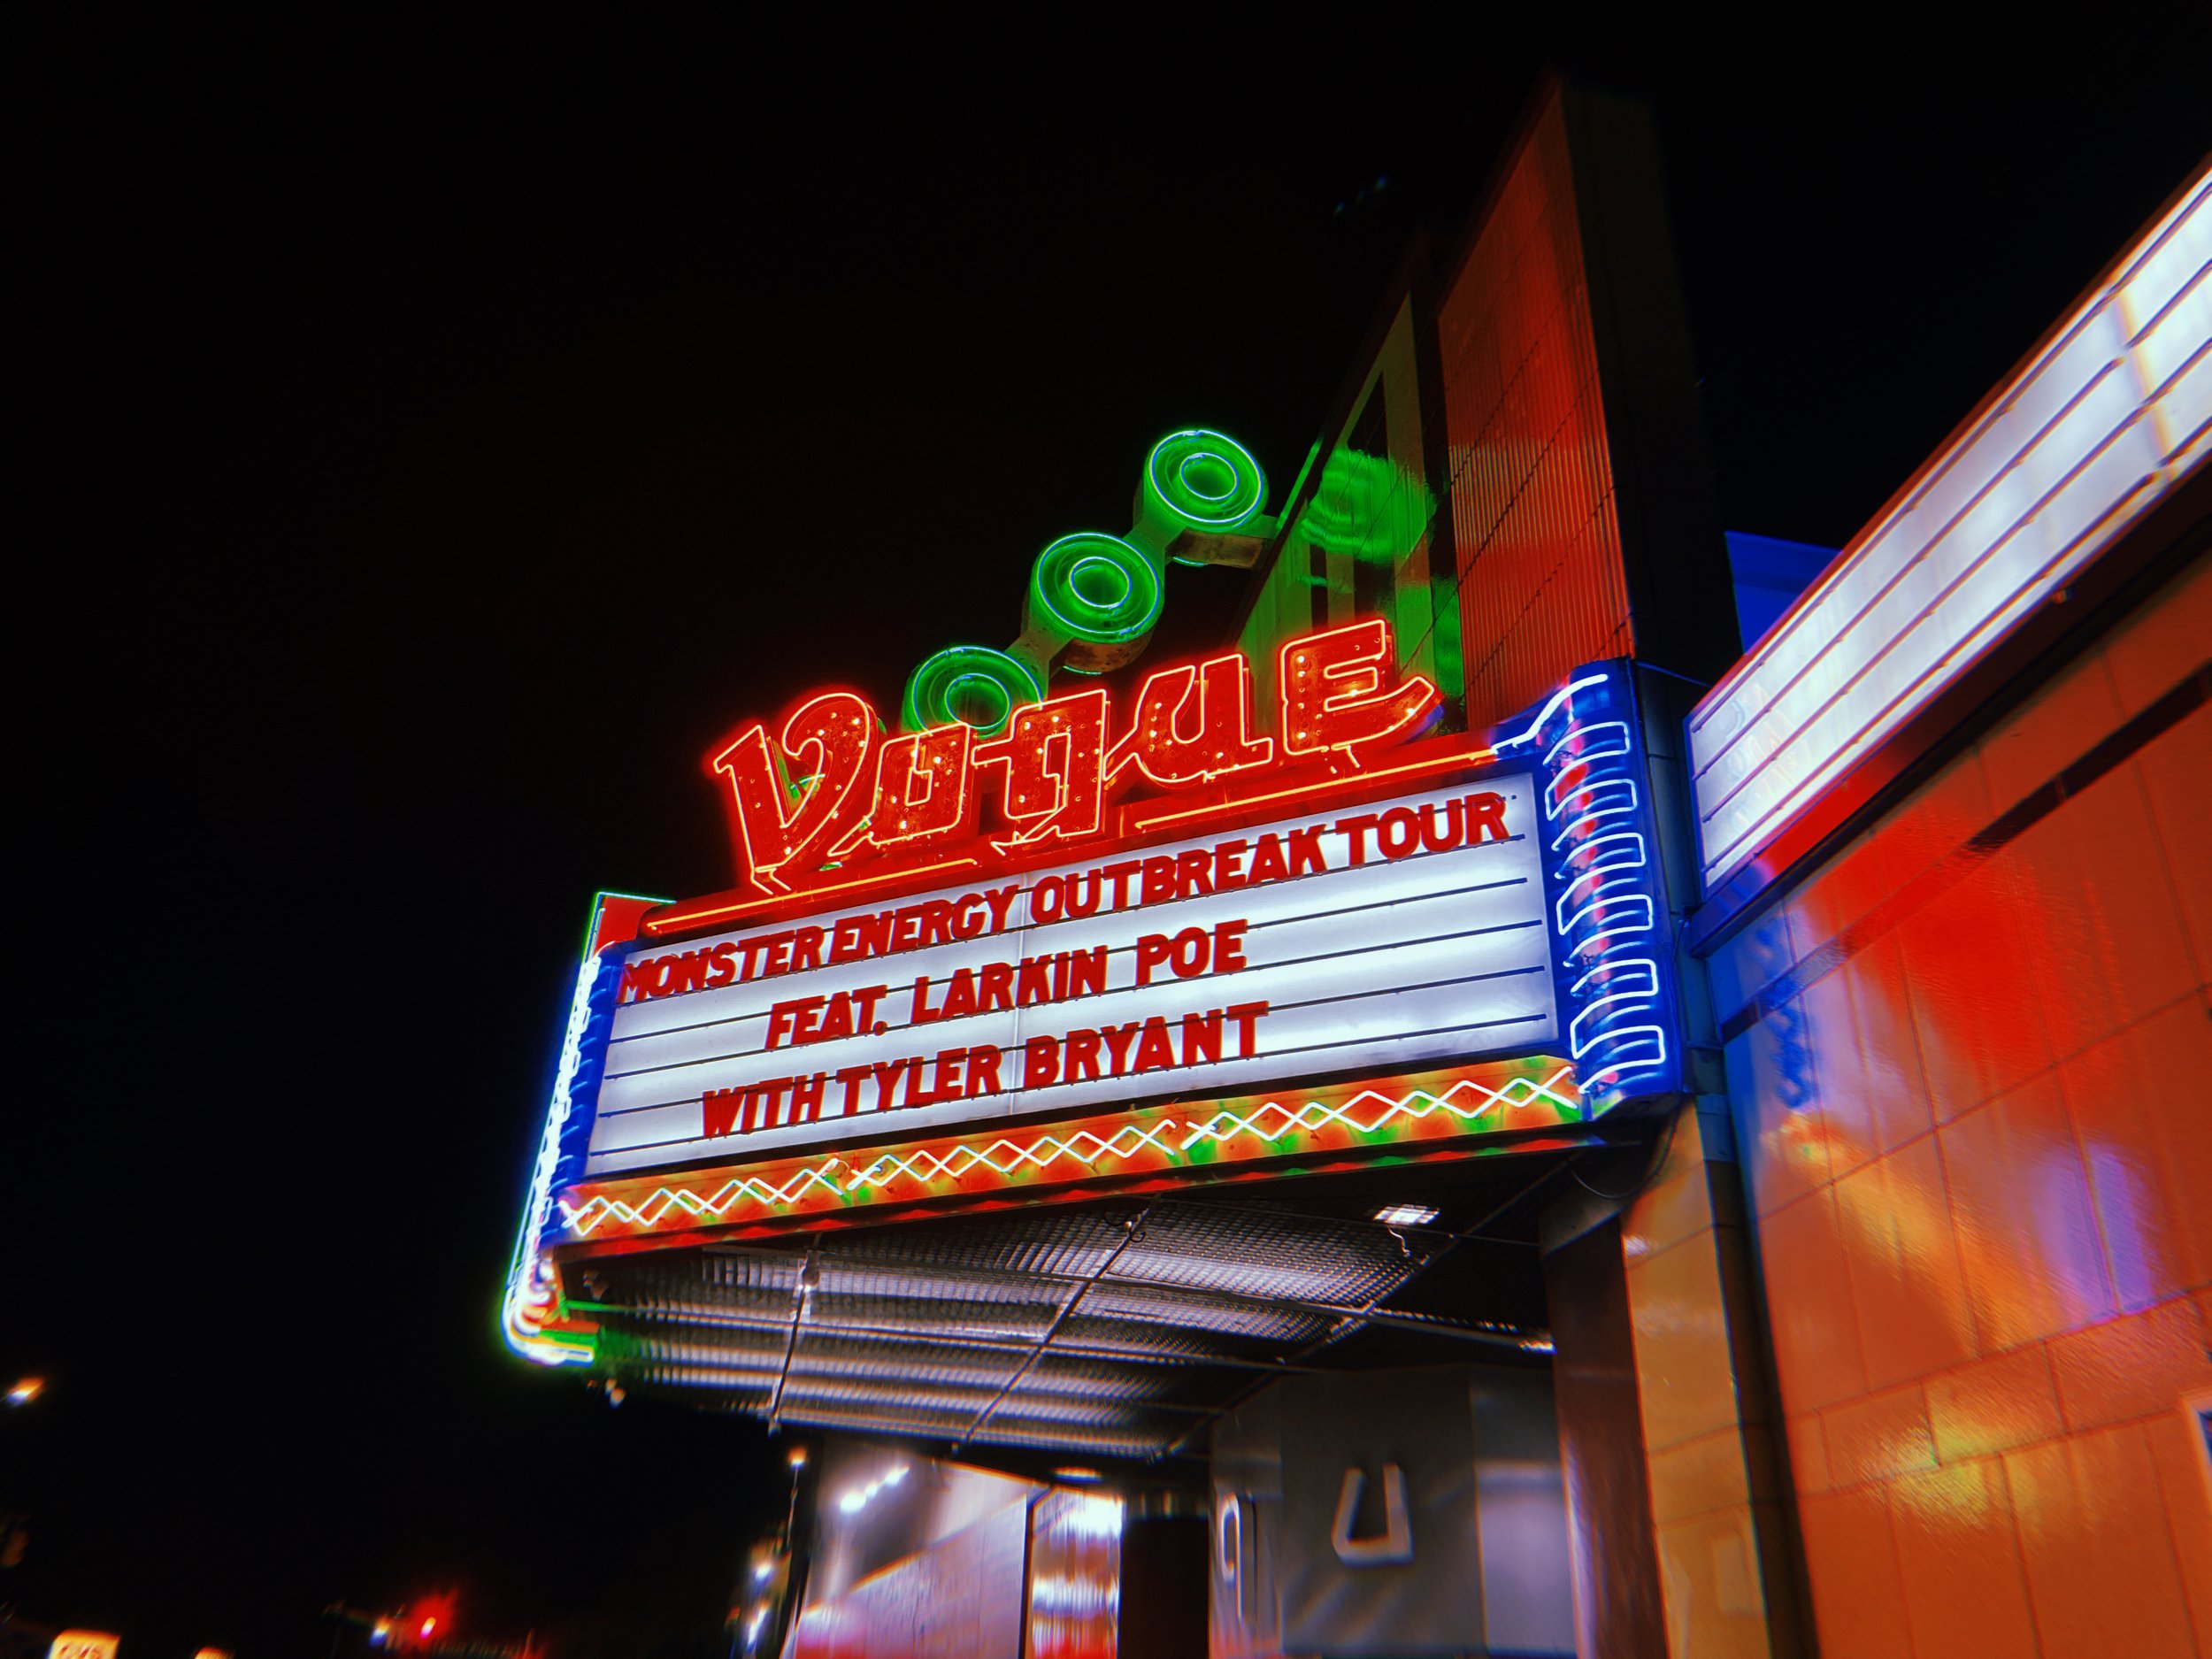 Vogue
MONSTER ENERGY OUTBREAK TOUR
FEAT. LARKIN POE
WITH TYLER BRYANT
U